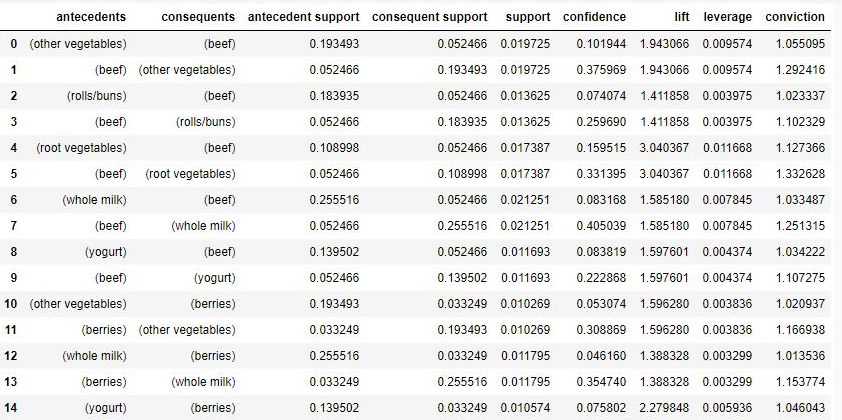 antecedents consequents antecedent support consequent support support confidence lift leverage conviction
0 (other vegetables) (beef) 0.193493 0.052466 0.019725 0.101944 1.943066 0.009574 1.055095
1 (beef) (other vegetables) 0.052466 0.193493 0.019725 0.375969 1.943066 0.009574 1.292416
2 (rolls/buns) (beef) 0.183935 0.052466 0.013625 0.074074 1.411858 0.003975 1.023337
3 (beef) (rolls/buns) 0.052466 0.183935 0.013625 0.259690 1.411858 0.003975 1.102329
4 (root vegetables) (beef) 0.108998 0.052466 0.017387 0.159515 3.040367 0.011668 1.127366
5 (beef) (root vegetables) 0.052466 0.108998 0.017387 0.331395 3.040367 0.011668 1.332628
6 (whole milk) (beef) 0.255516 0.052466 0.021251 0.083168 1.585180 0.007845 1.033487
7 (beef) (whole milk) 0.052466 0.255516 0.021251 0.405039 1.585180 0.007845 1.251315
8 (yogurt) (beef) 0.139502 0.052466 0.011693 0.083819 1.597601 0.004374 1.034222
9 (beef) (yogurt) 0.052466 0.139502 0.011693 0.222868 1.597601 0.004374 1.107275
10 (other vegetables) (berries) 0.193493 0.033249 0.010269 0.053074 1.596280 0.003836 1.020937
11 (berries) (other vegetables) 0.033249 0.193493 0.010269 0.308869 1.596280 0.003836 1.166938
12 (whole milk) (berries) 0.255516 0.033249 0.011795 0.046160 1.388328 0.003299 1.013536
13 (berries) (whole milk) 0.033249 0.255516 0.011795 0.354740 1.388328 0.003299 1.153774
14 (yogurt) (berries) 0.139502 0.033249 0.010574 0.075802 2.279848 0.005936 1.046043